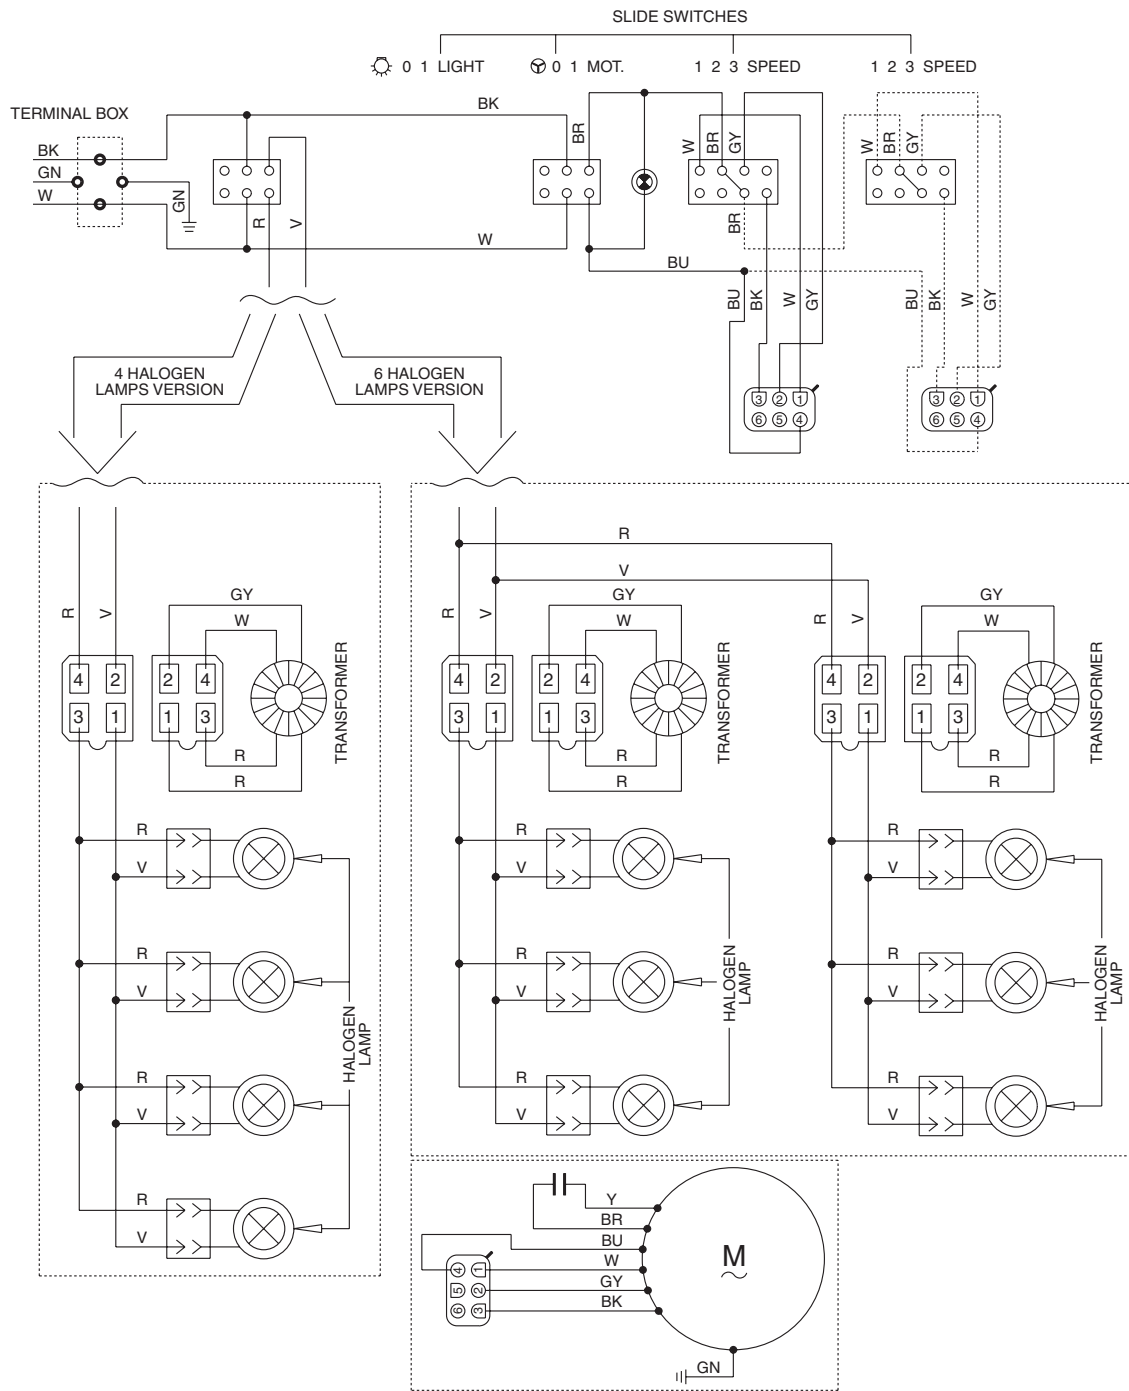 SLIDE SWITCHES
0 1 LIGHT
0 1 MOT.
1 2 3 SPEED
1 2 3 SPEED
TERMINAL BOX
BK
GN
W
GN
R
V
BK
W
BR
W
BR
GY
BR
W
BR
GY
BU
BU
BK
W
GY
BU
BK
W
GY
3 2 1
6 5 4
3 2 1
6 5 4
4 HALOGEN
LAMPS VERSION
6 HALOGEN
LAMPS VERSION
R
V
GY
W
4 2
3 1
2 4
1 3
R
R
TRANSFORMER
R
V
R
V
R
V
R
V
HALOGEN
LAMP
R
V
R
V
GY
W
4 2
3 1
2 4
1 3
R
R
TRANSFORMER
R
V
R
V
R
V
HALOGEN
LAMP
R
V
GY
W
4 2
3 1
2 4
1 3
R
R
TRANSFORMER
R
V
R
V
R
V
HALOGEN
LAMP
Y
BR
BU
W
GY
BK
4 1
5 2
6 3
M
GN